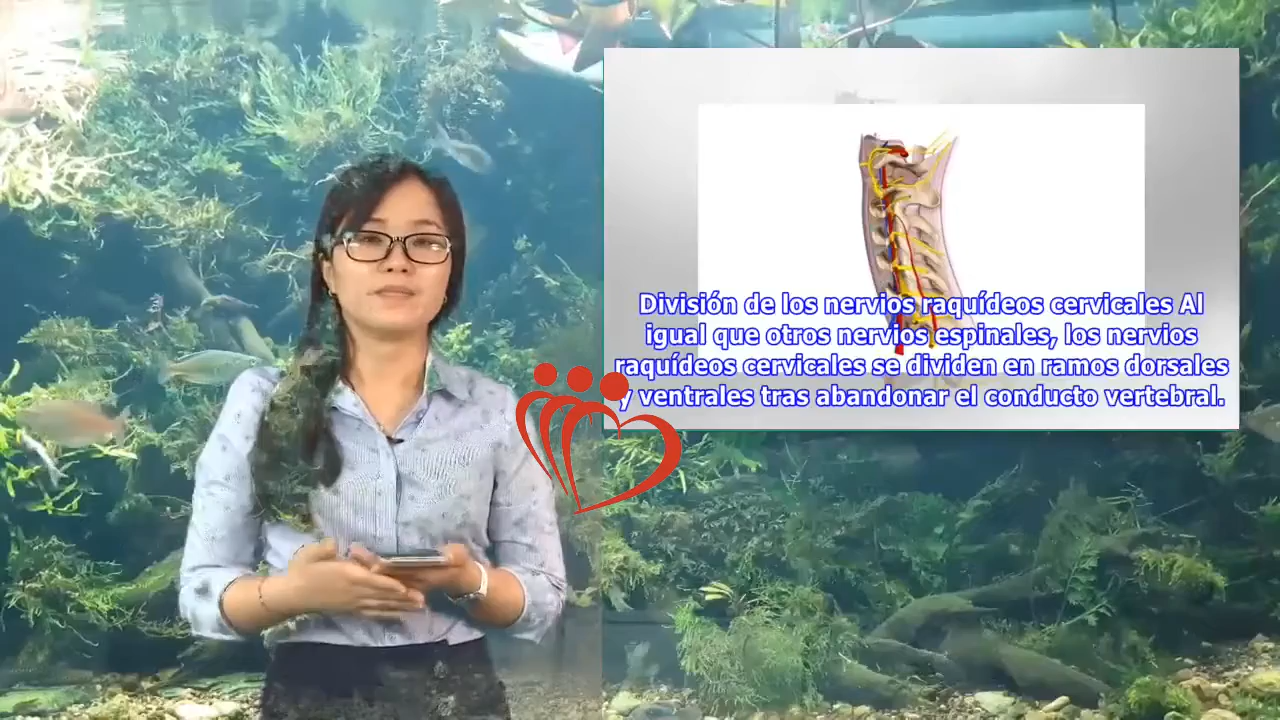 División de los nervios raquídeos cervicales Al
igual que otros nervios espinales, los nervios
raquídeos cervicales se dividen en ramos dorsales
y ventrales tras abandonar el conducto vertebral.